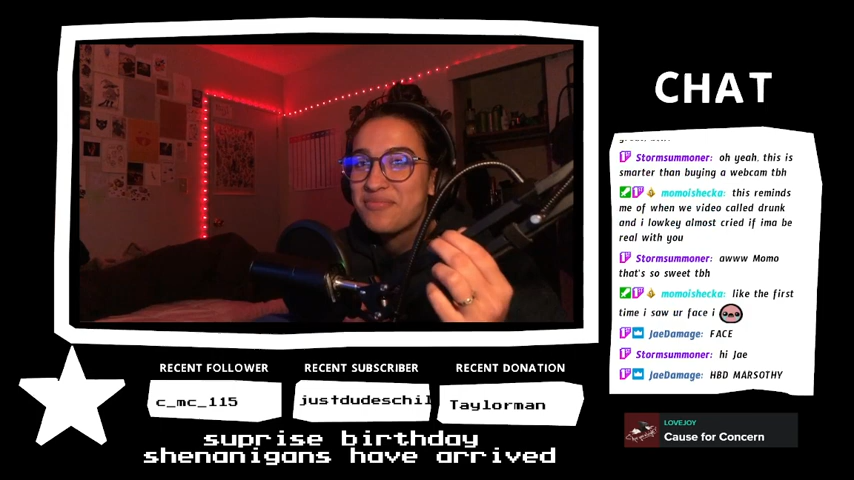 CHAT
Stormsummoner: oh yeah, this is
smarter than buying a webcam tbh
momoishecka: this reminds
me of when we video called drunk
and i lowkey almost cried if ima be
real with you
Stormsummoner: awww Momo
that's so sweet tbh
momoishecka: like the first
time i saw ur face i
JaeDamage: FACE
Stormsummoner: hi Jae
JaeDamage: HBD MARSOTHY
RECENT FOLLOWER
c_mc_115
RECENT SUBSCRIBER
justdudeschil
RECENT DONATION
Taylorman
suprise birthday
shenanigans have arrived
LOVEJOY
Cause for Concern